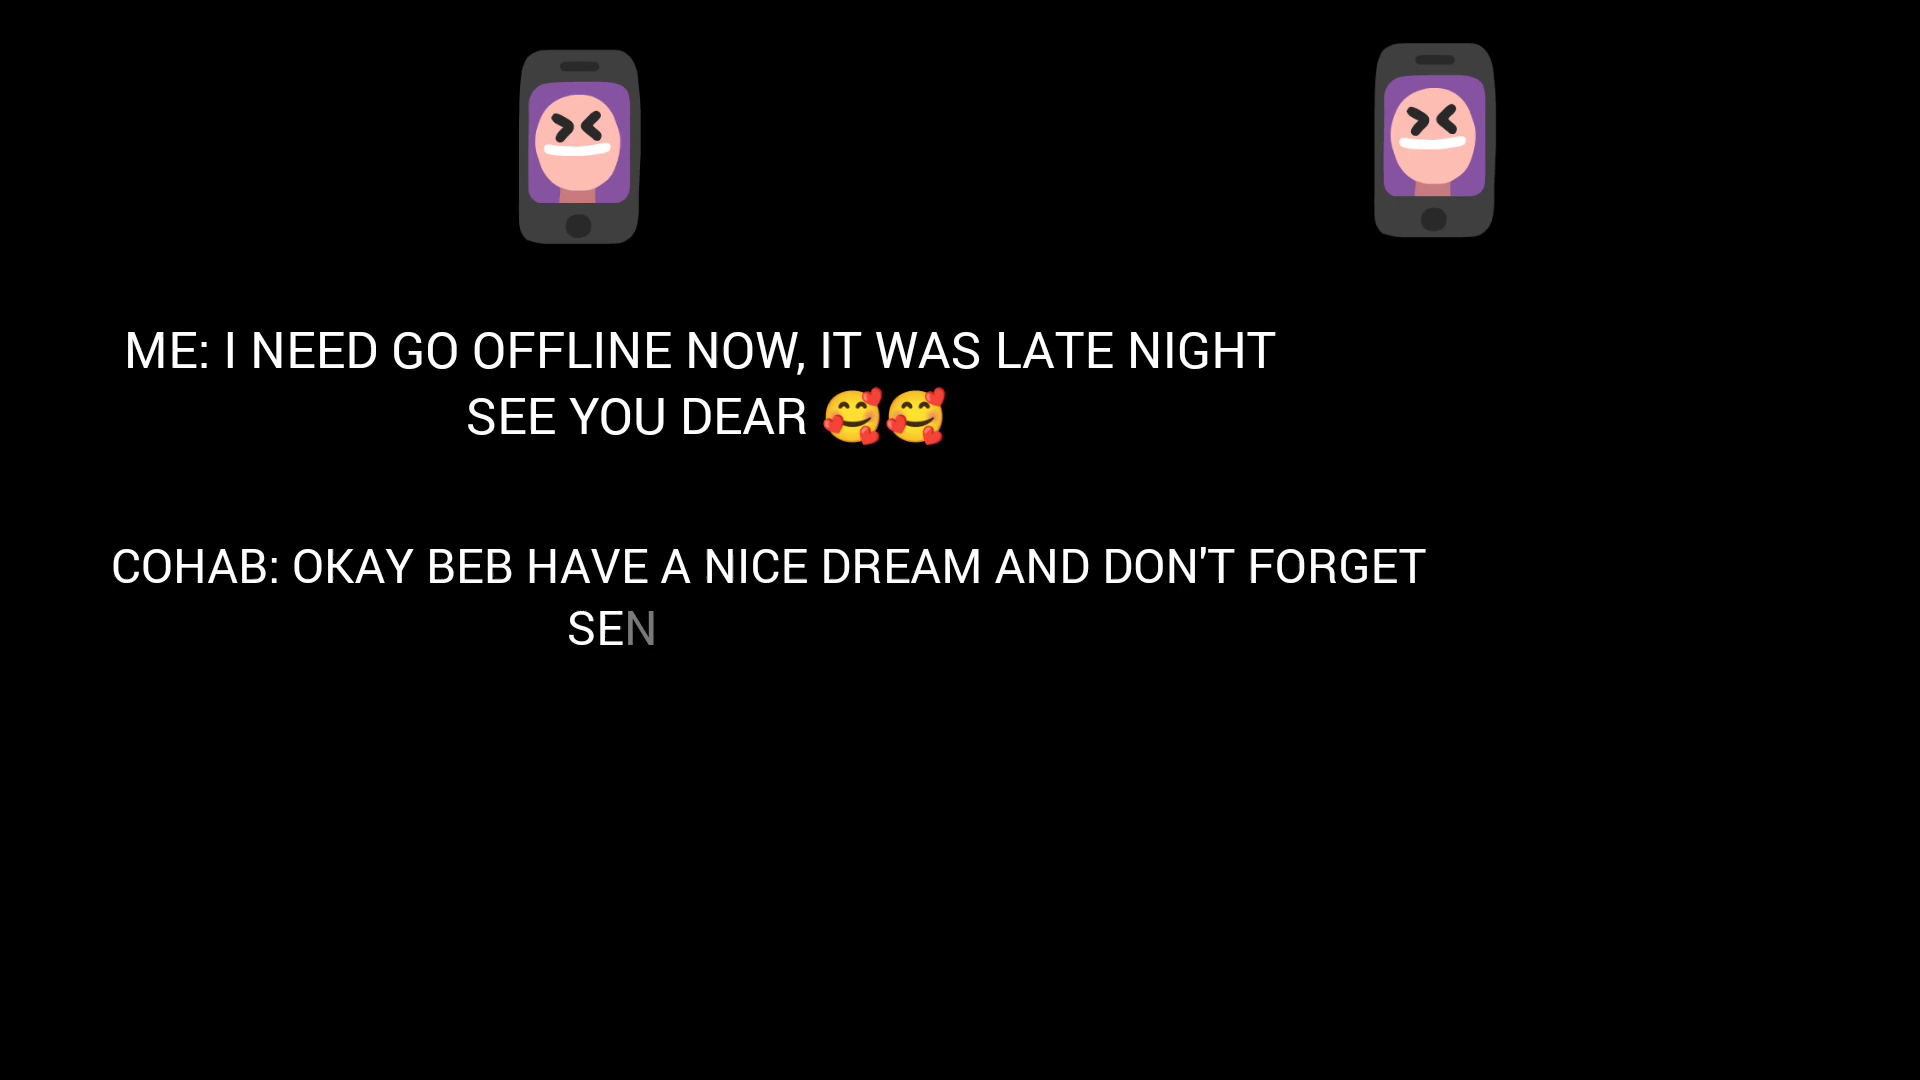 ME: I NEED GO OFFLINE NOW, IT WAS LATE NIGHT
SEE YOU DEAR 🥰🥰
COHAB: OKAY BEB HAVE A NICE DREAM AND DON'T FORGET
SEN